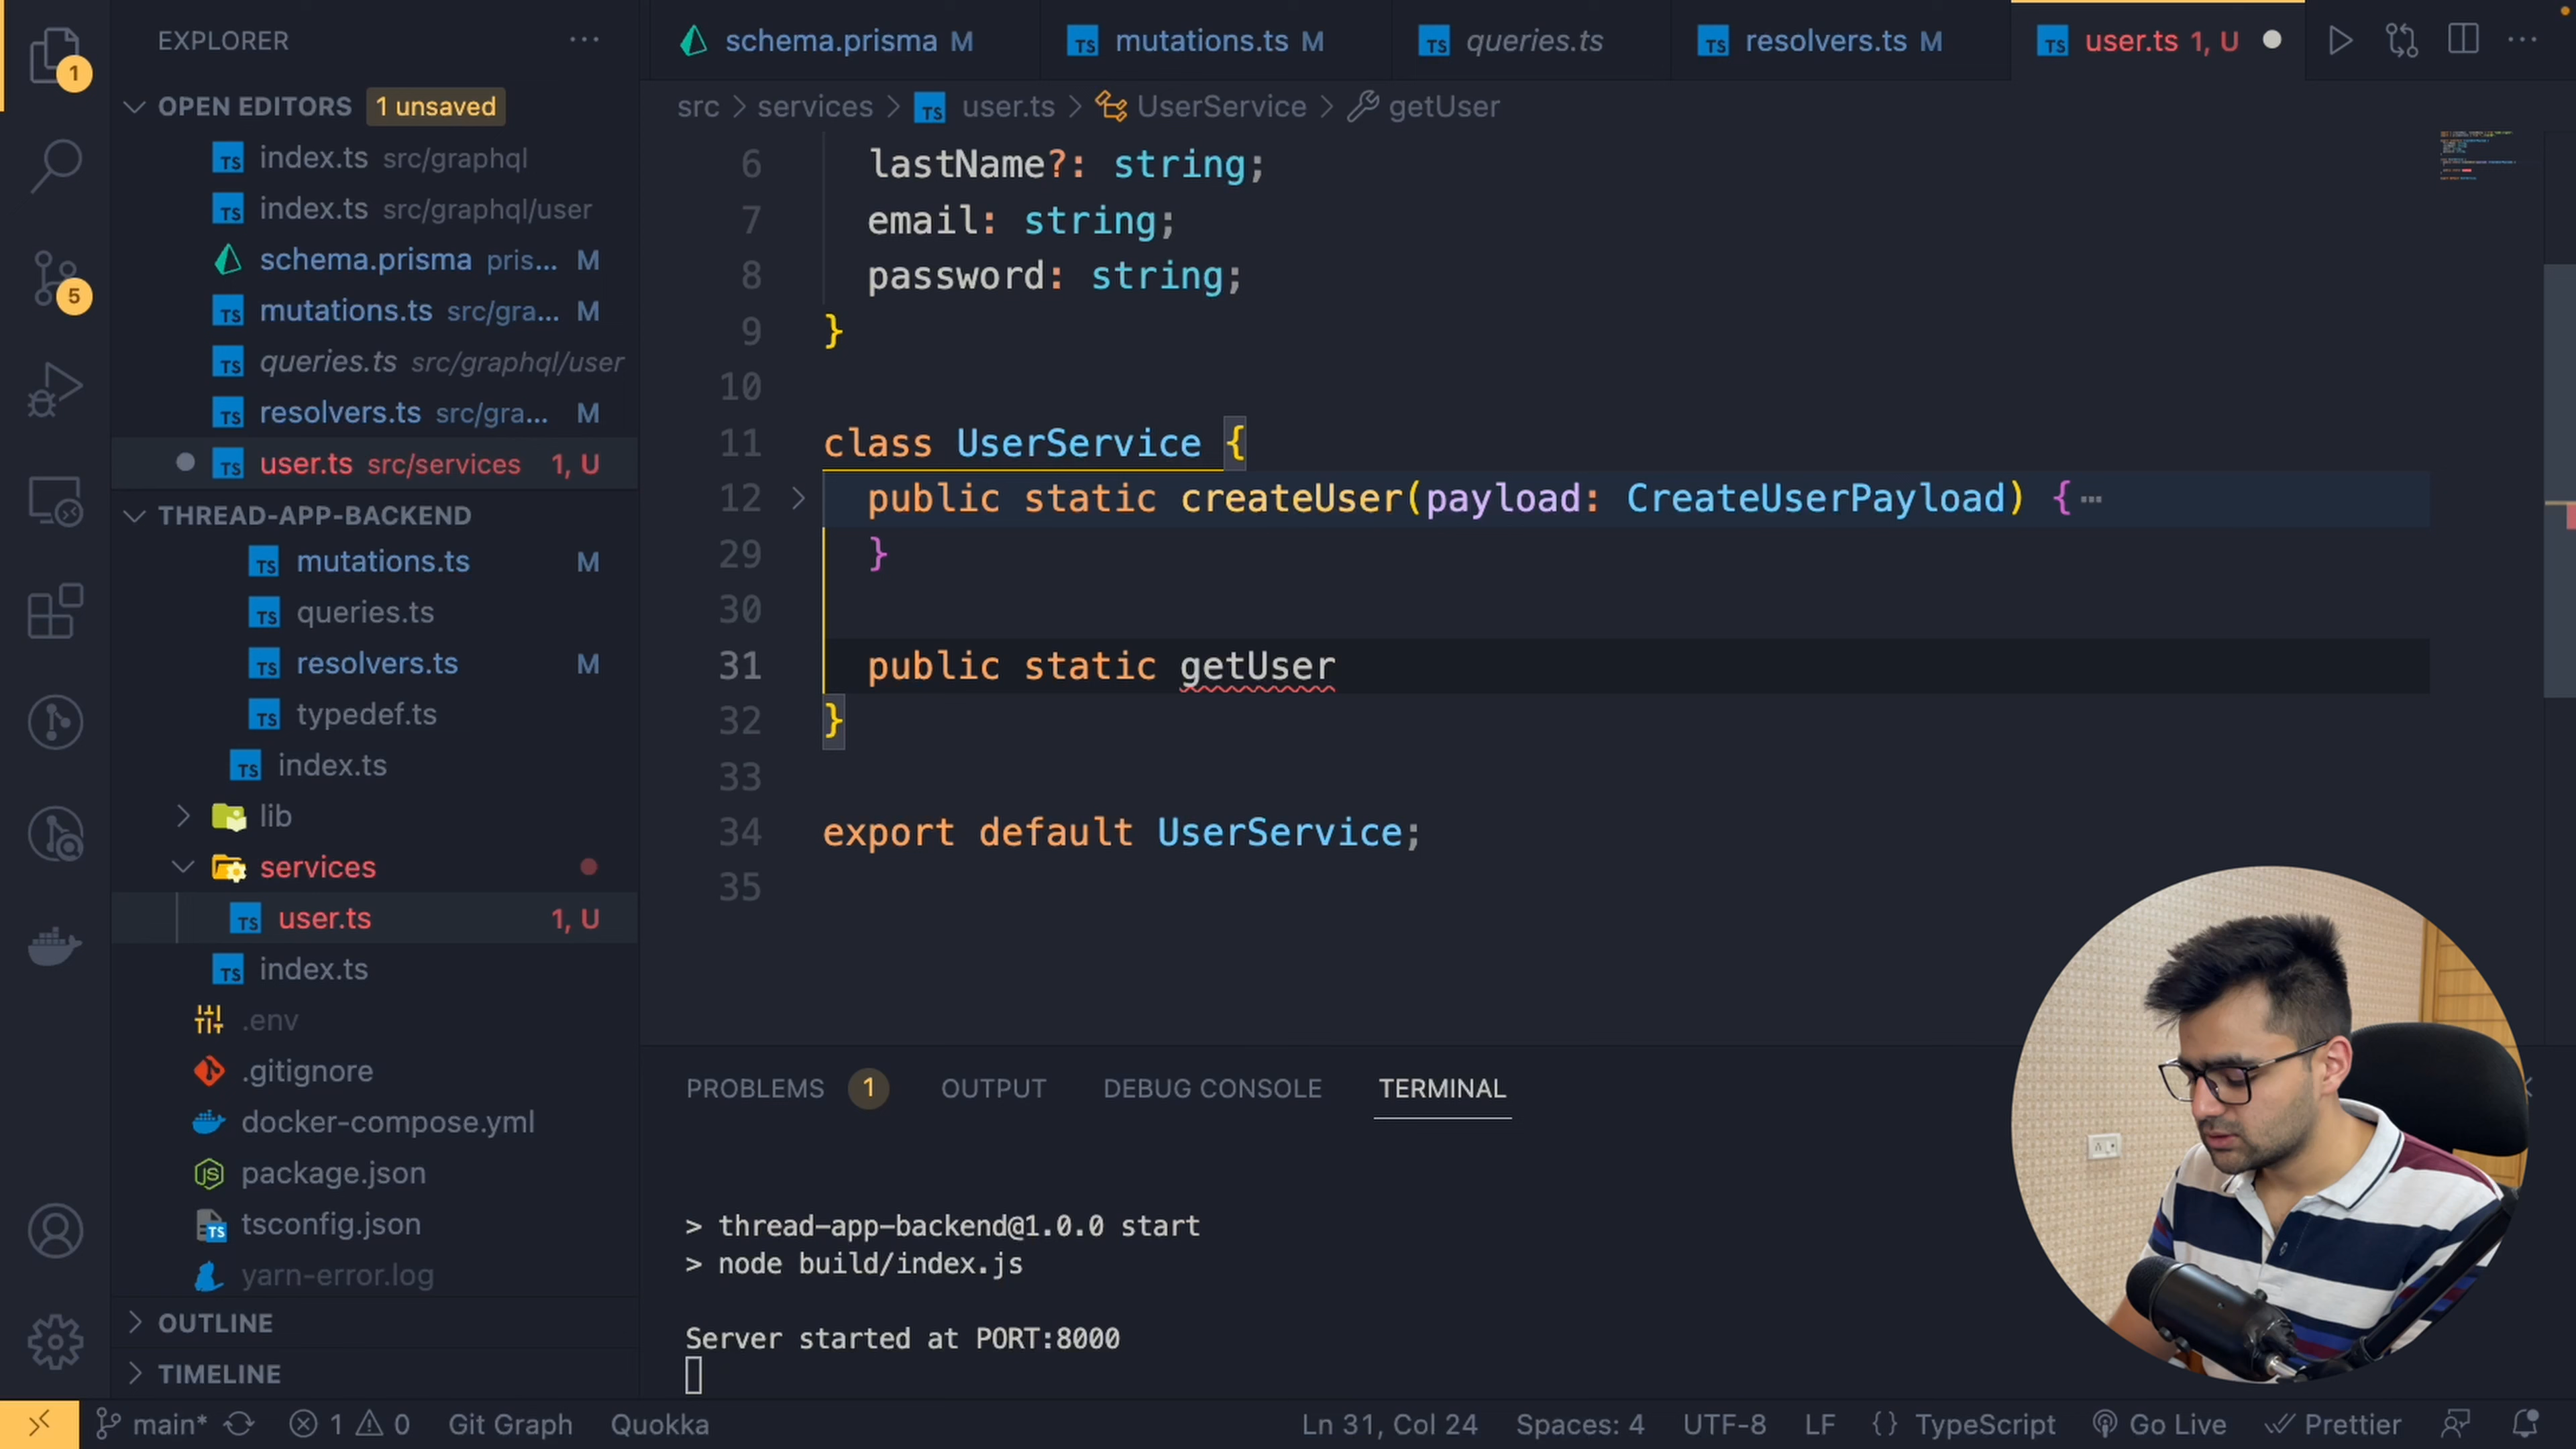 EXPLORER
OPEN EDITORS 1 unsaved
index.ts src/graphql
index.ts src/graphql/user
schema.prisma pris... M
mutations.ts src/gra... M
queries.ts src/graphql/user
resolvers.ts src/gra... M
user.ts src/services 1, U
THREAD-APP-BACKEND
mutations.ts M
queries.ts
resolvers.ts M
typedef.ts
index.ts
lib
services
user.ts 1, U
index.ts
.env
.gitignore
docker-compose.yml
package.json
tsconfig.json
yarn-error.log
OUTLINE
TIMELINE
1
5
schema.prisma M
mutations.ts M
queries.ts
resolvers.ts M
user.ts 1, U
src > services > TS user.ts > UserService > getUser
6 lastName?: string;
7 email: string;
8 password: string;
9 }
10
11 class UserService {
12 public static createUser(payload: CreateUserPayload) {⋯
29 }
30
31 public static getUser
32 }
33
34 export default UserService;
35
PROBLEMS 1 OUTPUT DEBUG CONSOLE TERMINAL
> thread-app-backend@1.0.0 start
> node build/index.js
Server started at PORT:8000
main* 1 0 Git Graph Quokka Ln 31, Col 24 Spaces: 4 UTF-8 LF {} TypeScript Go Live Prettier